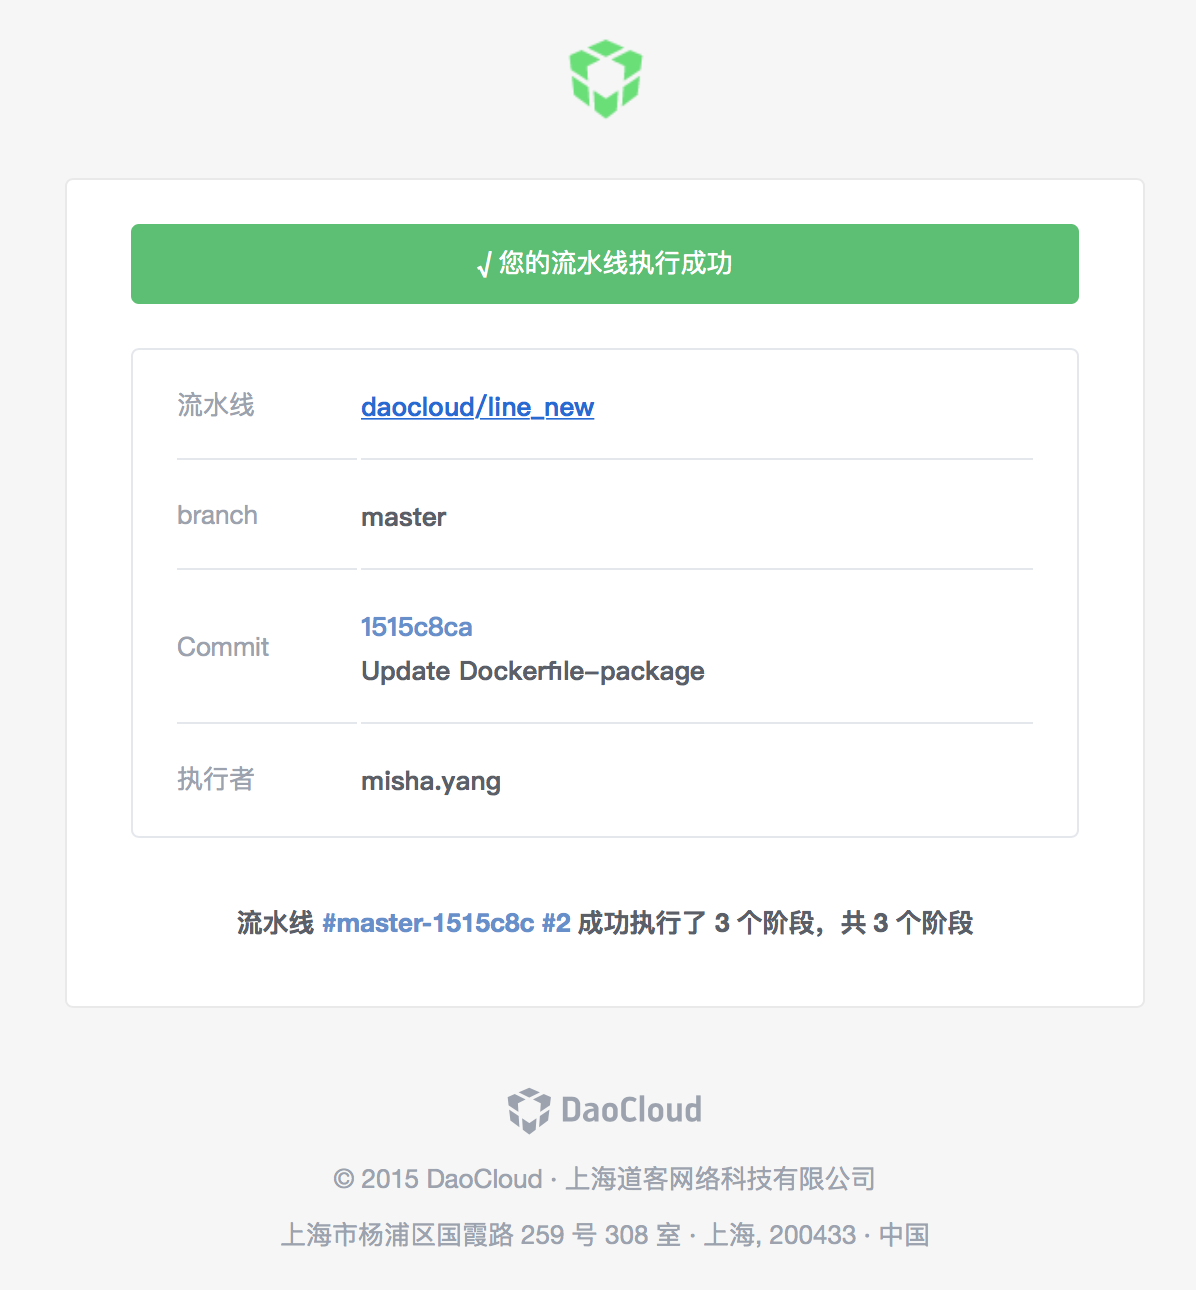 √ 您的流水线执行成功
流水线 daocloud/line_new
branch master
Commit 1515c8ca
Update Dockerfile-package
执行者 misha.yang
流水线 #master-1515c8c #2 成功执行了 3 个阶段，共 3 个阶段
DaoCloud
© 2015 DaoCloud · 上海道客网络科技有限公司
上海市杨浦区国霞路 259 号 308 室 · 上海, 200433 · 中国